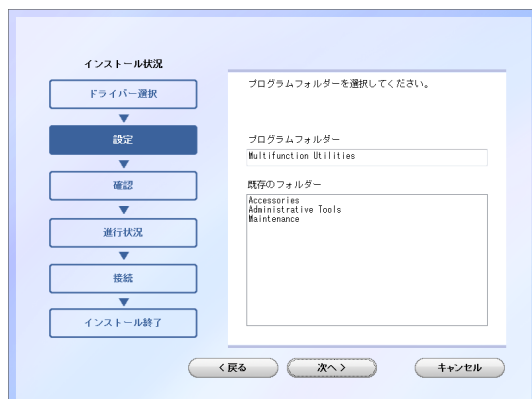 インストール状況
ドライバー選択
設定
確認
進行状況
接続
インストール終了
プログラムフォルダーを選択してください。
プログラムフォルダー
Multifunction Utilities
既存のフォルダー
Accessories
Administrative Tools
Maintenance
< 戻る
次へ >
キャンセル